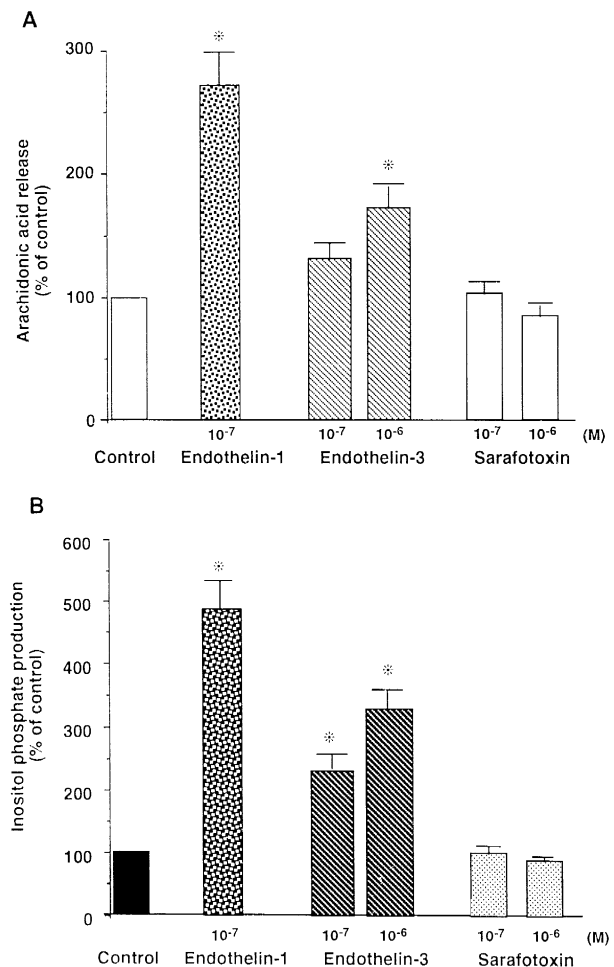 A
Arachidonic acid release
(% of control)
300
200
100
0
10-7 10-7 10-6 10-7 10-6 (M)
Control Endothelin-1 Endothelin-3 Sarafotoxin
B
Inositol phosphate production
(% of control)
600
500
400
300
200
100
0
10-7 10-7 10-6 10-7 10-6 (M)
Control Endothelin-1 Endothelin-3 Sarafotoxin